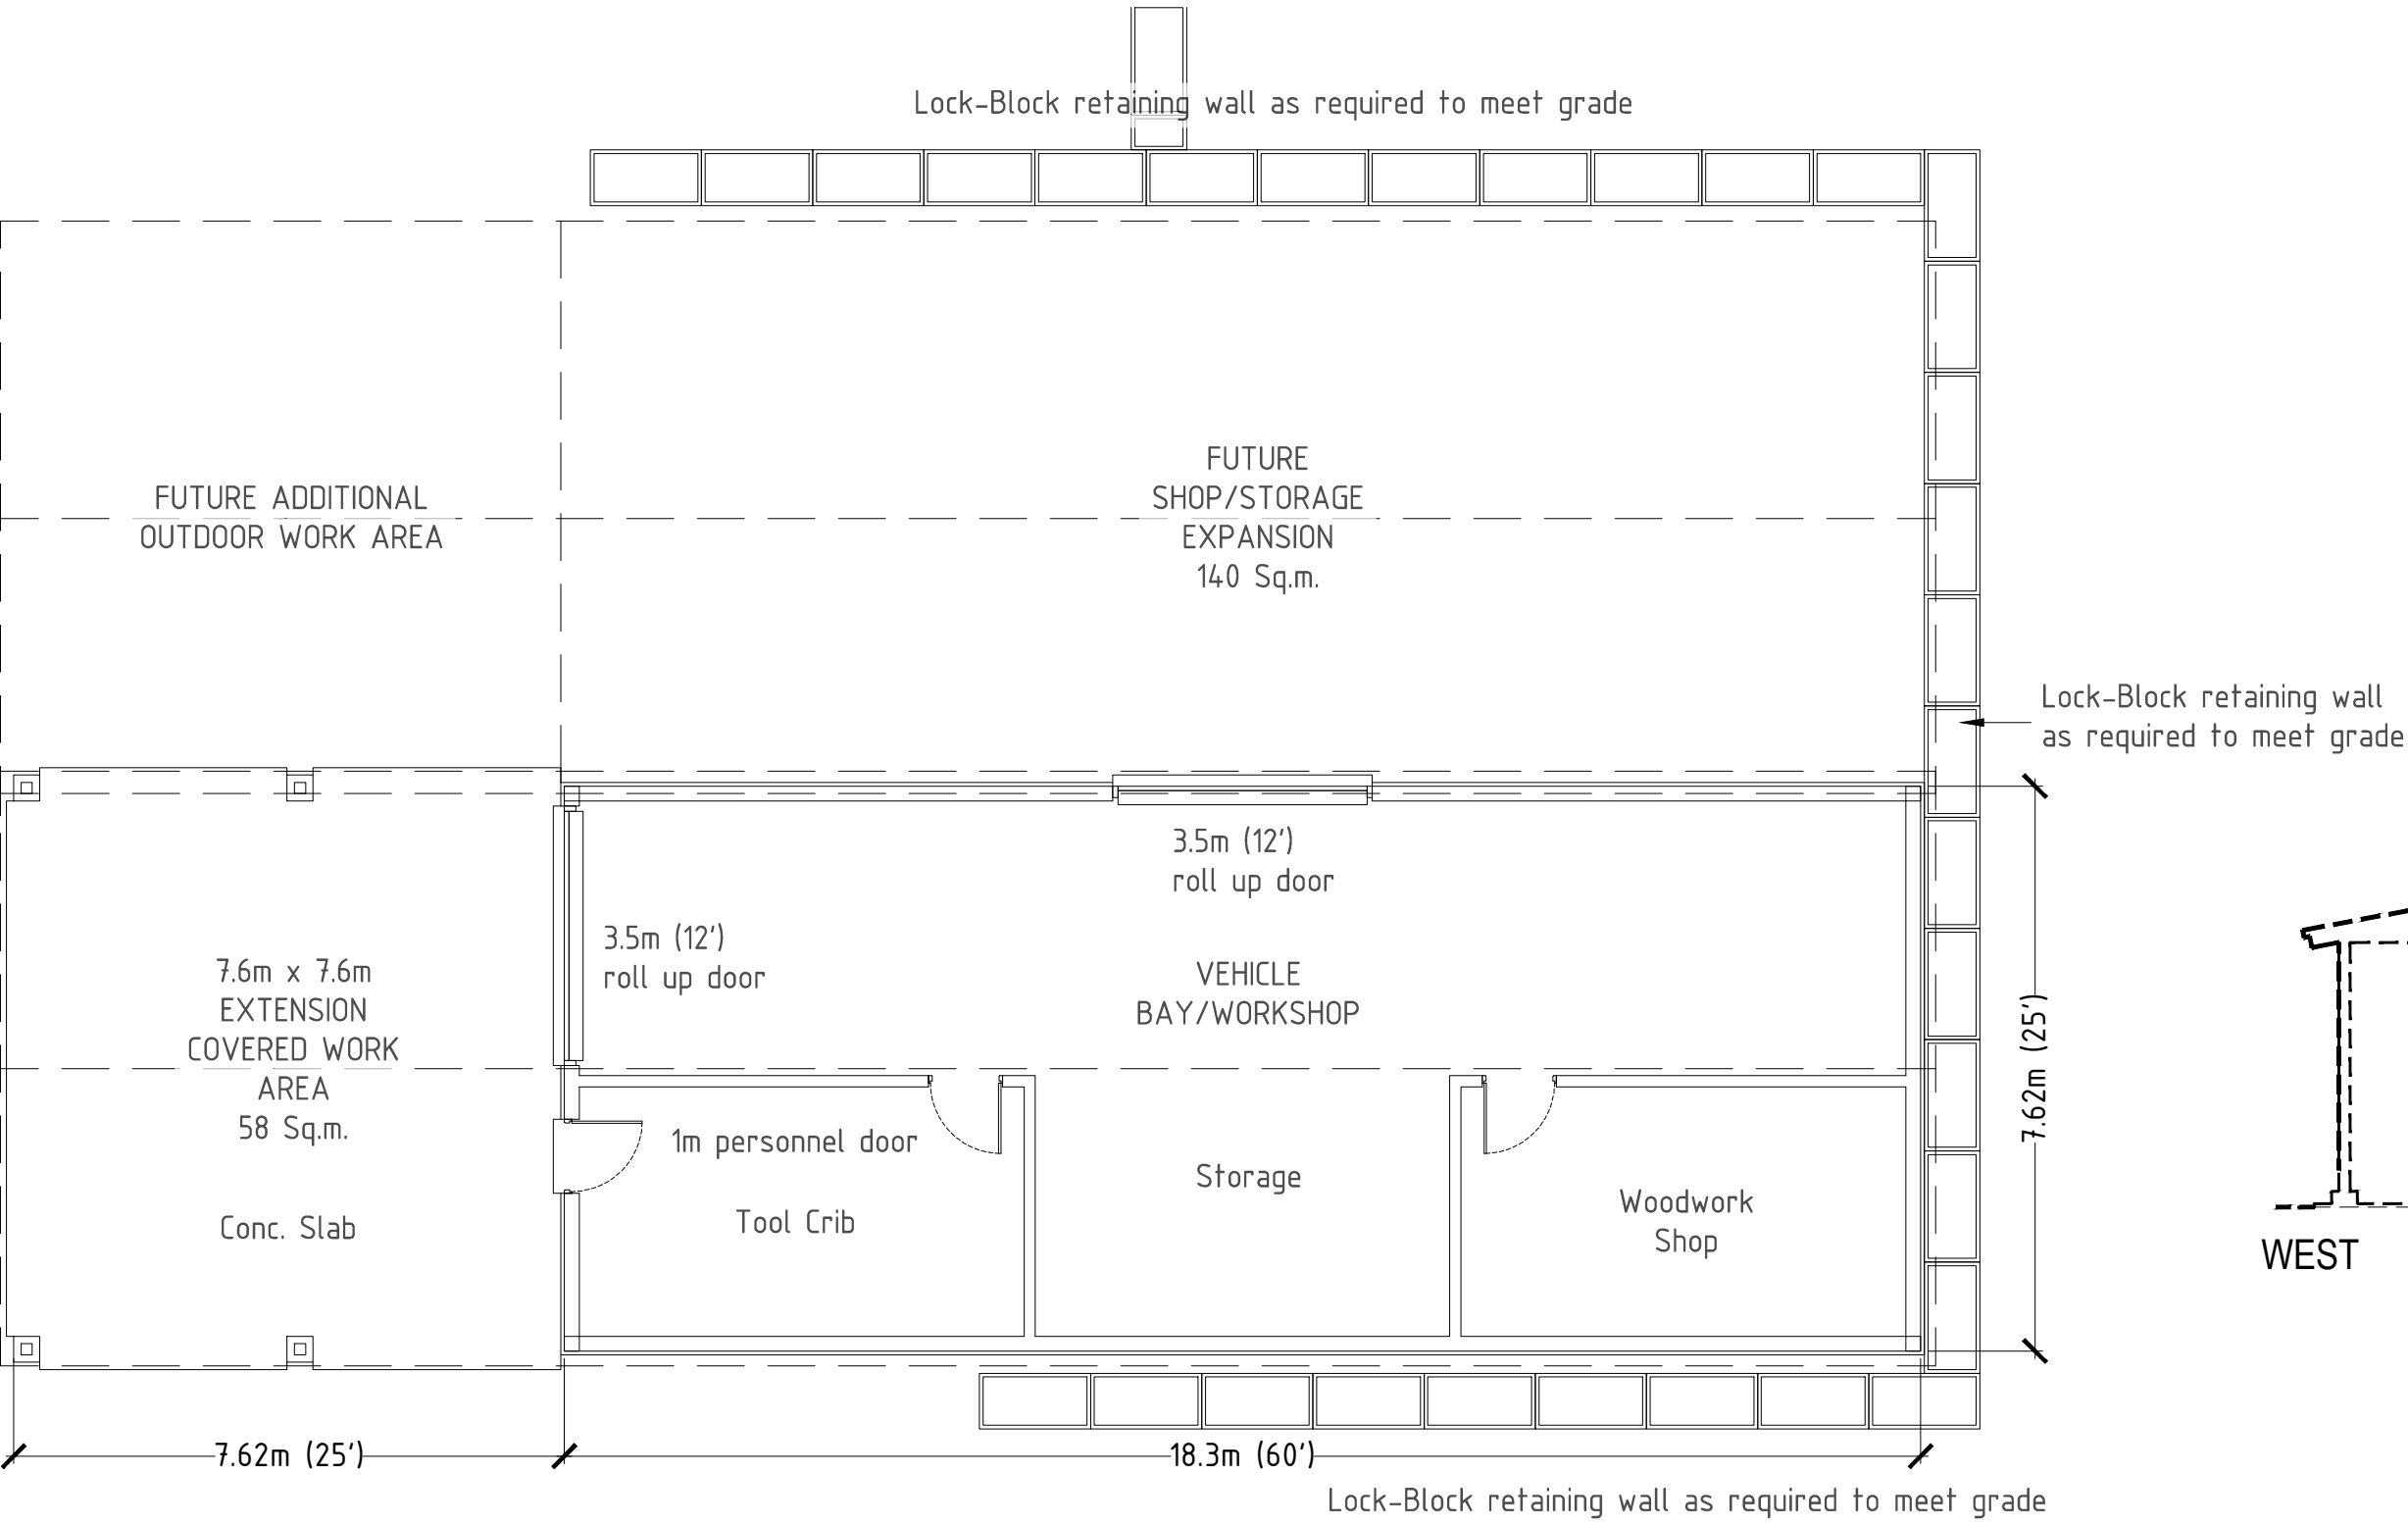 Lock-Block retaining wall as required to meet grade
FUTURE ADDITIONAL
OUTDOOR WORK AREA
FUTURE
SHOP/STORAGE
EXPANSION
140 Sq.m.
Lock-Block retaining wall
as required to meet grade
3.5m (12')
roll up door
3.5m (12')
roll up door
VEHICLE
BAY/WORKSHOP
7.6m x 7.6m
EXTENSION
COVERED WORK
AREA
58 Sq.m.
Conc. Slab
1m personnel door
Tool Crib
Storage
Woodwork
Shop
7.62m (25')
WEST
7.62m (25')
18.3m (60')
Lock-Block retaining wall as required to meet grade